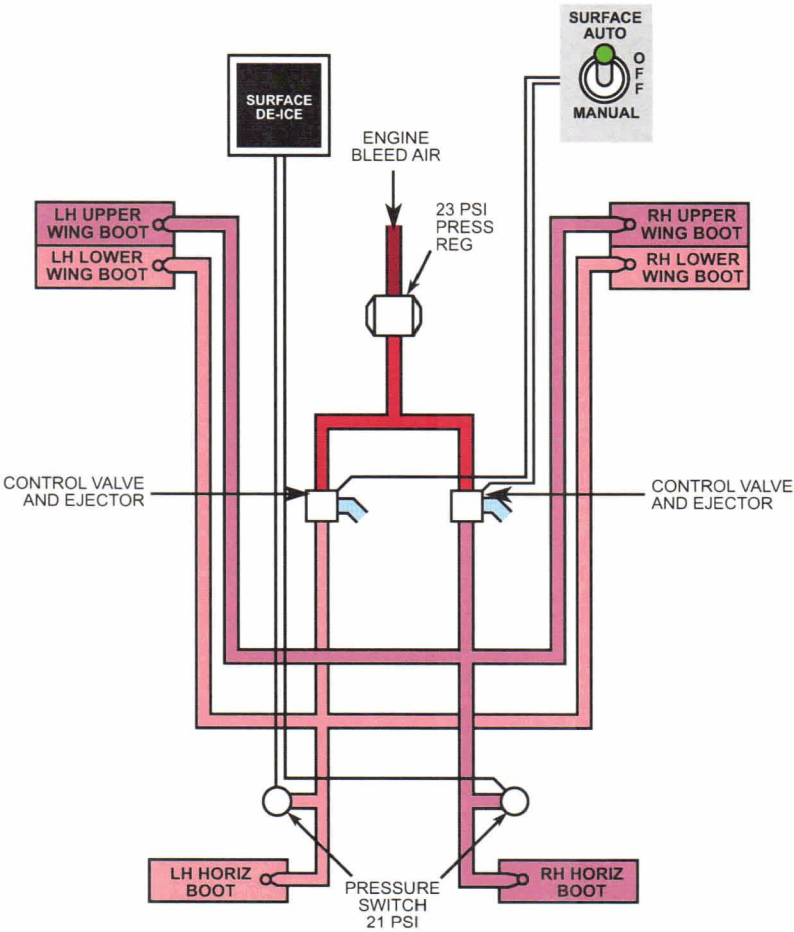 SURFACE
AUTO
OFF
MANUAL
SURFACE
DE-ICE
ENGINE
BLEED AIR
23 PSI
PRESS
REG
LH UPPER
WING BOOT
LH LOWER
WING BOOT
RH UPPER
WING BOOT
RH LOWER
WING BOOT
CONTROL VALVE
AND EJECTOR
CONTROL VALVE
AND EJECTOR
LH HORIZ
BOOT
PRESSURE
SWITCH
21 PSI
RH HORIZ
BOOT